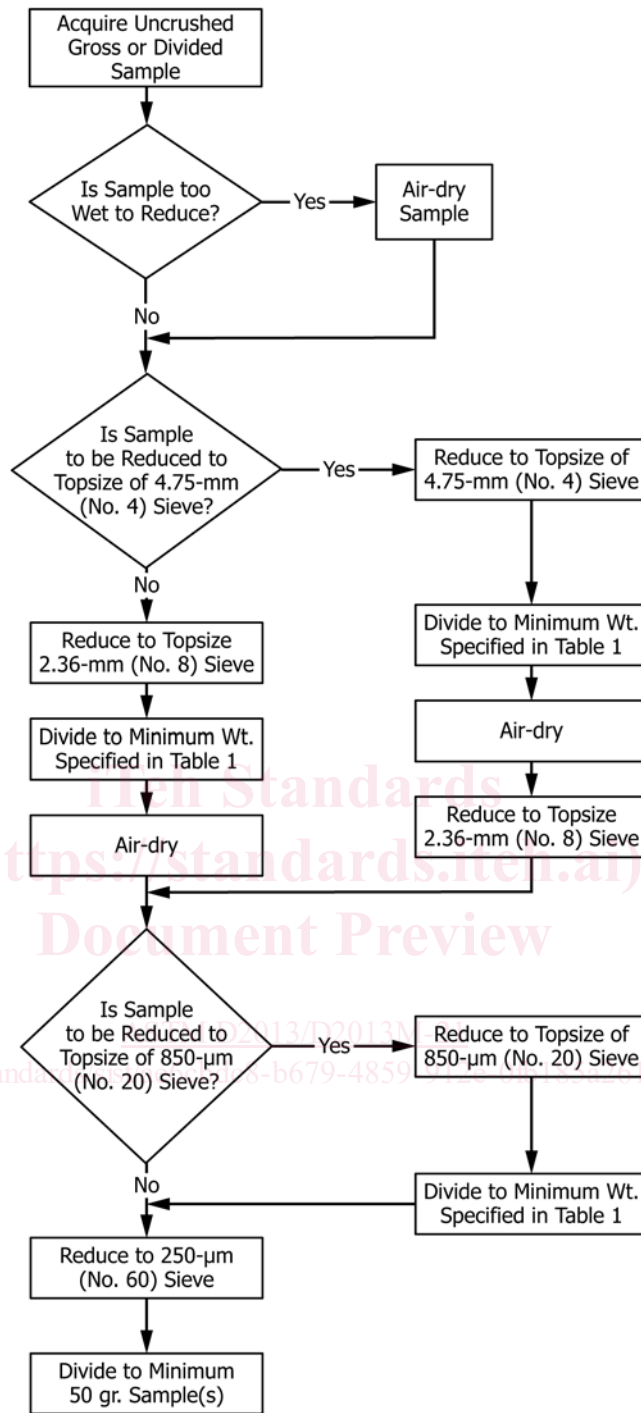 Acquire Uncrushed
Gross or Divided
Sample
Is Sample too
Wet to Reduce?
Yes
Air-dry
Sample
No
Is Sample
to be Reduced to
Topsize of 4.75-mm
(No. 4) Sieve?
Yes
Reduce to Topsize of
4.75-mm (No. 4) Sieve
No
Reduce to Topsize
2.36-mm (No. 8) Sieve
Divide to Minimum Wt.
Specified in Table 1
Divide to Minimum Wt.
Specified in Table 1
Air-dry
Air-dry
Reduce to Topsize
2.36-mm (No. 8) Sieve
iTeh Standards
ttps://standards.iteh.ai)
Document Preview
Is Sample
to be Reduced to
Topsize of 850-µm
(No. 20) Sieve?
Yes
Reduce to Topsize of
850-µm (No. 20) Sieve
ASTM D2013/D2013M-21
No
Divide to Minimum Wt.
Specified in Table 1
Reduce to 250-µm
(No. 60) Sieve
Divide to Minimum
50 gr. Sample(s)